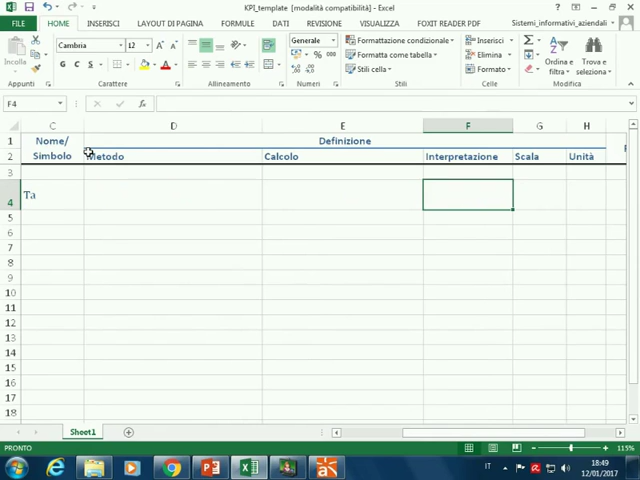 KPI_template [modalità compatibilità] - Excel
FILE HOME INSERISCI LAYOUT DI PAGINA FORMULE DATI REVISIONE VISUALIZZA FOXIT READER PDF Sistemi_informativi_aziendali
Incolla
Cambria 12
G C S
Generale
Formattazione condizionale
Formatta come tabella
Stili cella
Inserisci
Elimina
Formato
Ordina e filtra
Trova e seleziona
Appunti Carattere Allineamento Numeri Stili Celle Modifica
F4
C D E F G H
1 Nome/ Definizione
2 Simbolo Metodo Calcolo Interpretazione Scala Unità
3
4 Ta
5
6
7
8
9
10
11
12
13
14
15
16
17
18
Sheet1
PRONTO 115%
IT 18:49
12/01/2017